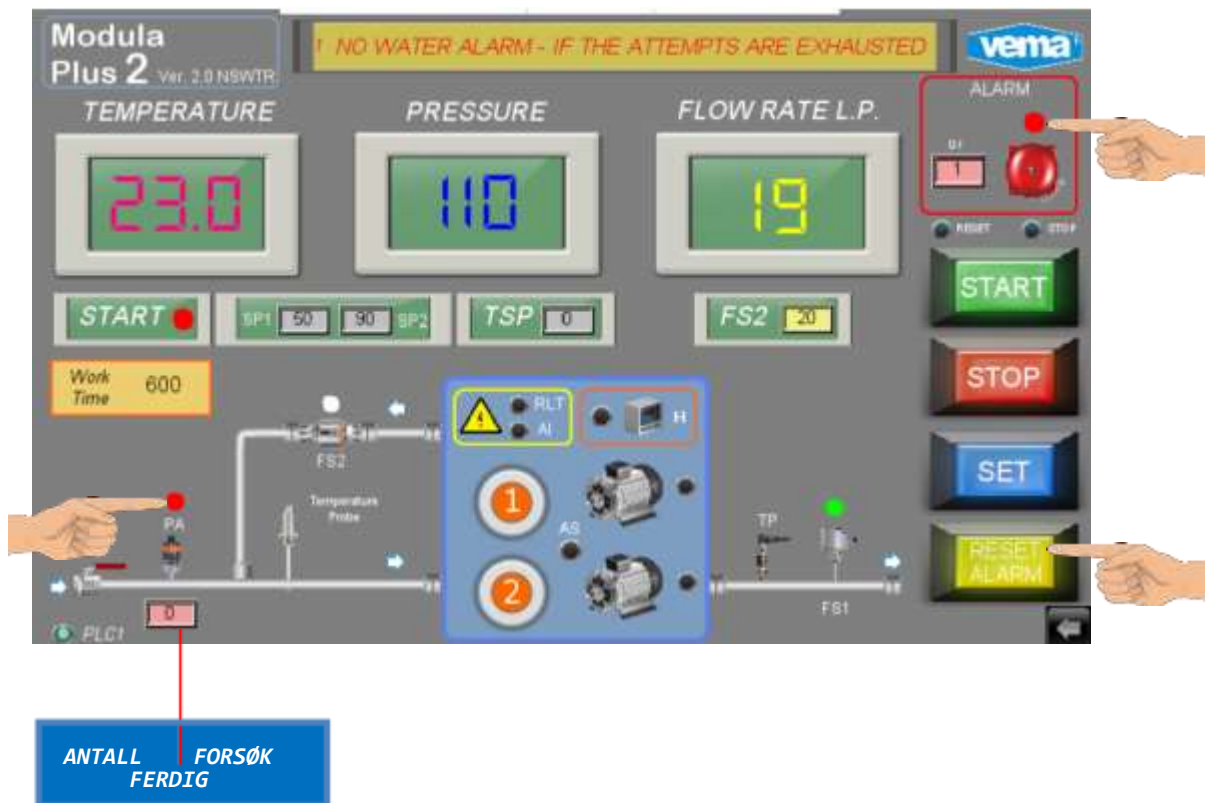 Modula
Plus 2 Ver. 2.0 NSWTR
1 NO WATER ALARM - IF THE ATTEMPTS ARE EXHAUSTED
vema
ALARM
TEMPERATURE
PRESSURE
FLOW RATE L.P.
23.0
110
19
1
RESET
STOP
START
START
SP1 50 90 SP2
TSP 0
FS2 20
STOP
Work
Time
600
RLT
AI
H
FS2
SET
1
Temperature
Probe
PA
AS
TP
RESET
ALARM
2
FS1
0
PLC1
ANTALL FORSØK
FERDIG